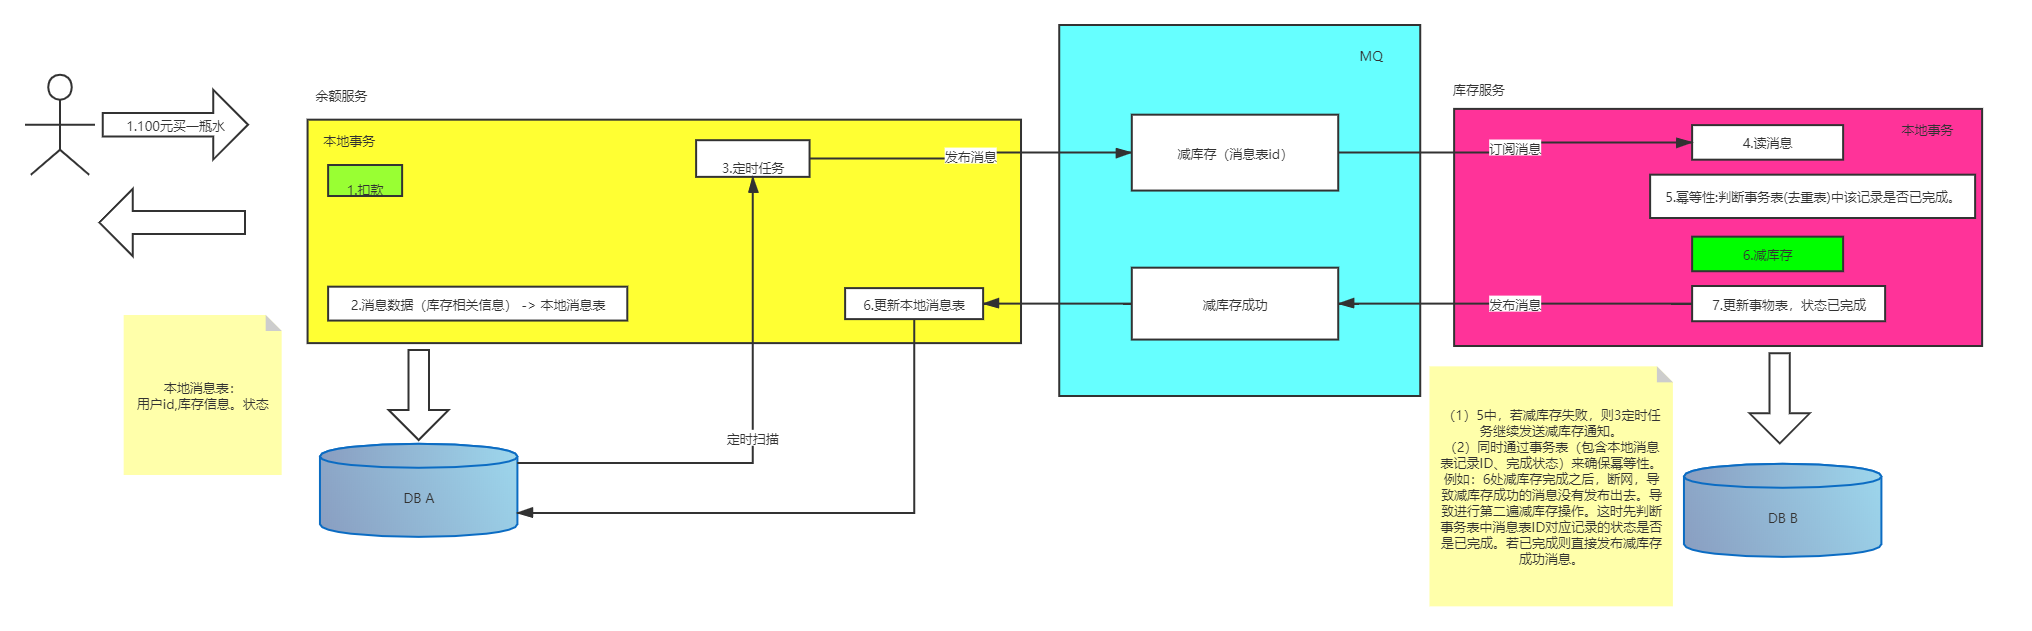 1.100元买一瓶水
余额服务
本地事务
1.扣款
3.定时任务
发布消息
2.消息数据（库存相关信息） -> 本地消息表
6.更新本地消息表
本地消息表：
用户id,库存信息。状态
定时扫描
DB A
MQ
减库存（消息表id）
减库存成功
库存服务
本地事务
订阅消息
4.读消息
5.幂等性:判断事务表(去重表)中该记录是否已完成。
6.减库存
发布消息
7.更新事物表，状态已完成
（1）5中，若减库存失败，则3定时任
务继续发送减库存通知。
（2）同时通过事务表（包含本地消息
表记录ID、完成状态）来确保幂等性。
例如：6处减库存完成之后，断网，导
致减库存成功的消息没有发布出去。导
致进行第二遍减库存操作。这时先判断
事务表中消息表ID对应记录的状态是否
是已完成。若已完成则直接发布减库存
成功消息。
DB B